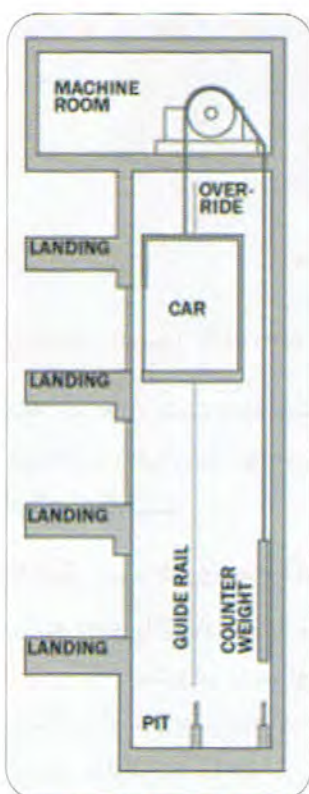 MACHINE
ROOM
OVER-
RIDE
LANDING
CAR
LANDING
LANDING
GUIDE RAIL
COUNTER
WEIGHT
LANDING
PIT